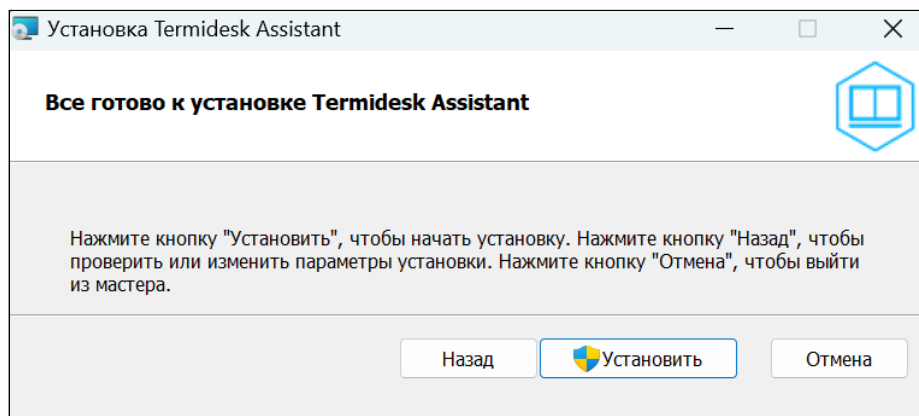 Установка Termidesk Assistant
Все готово к установке Termidesk Assistant
Нажмите кнопку "Установить", чтобы начать установку. Нажмите кнопку "Назад", чтобы
проверить или изменить параметры установки. Нажмите кнопку "Отмена", чтобы выйти
из мастера.
Назад
Установить
Отмена